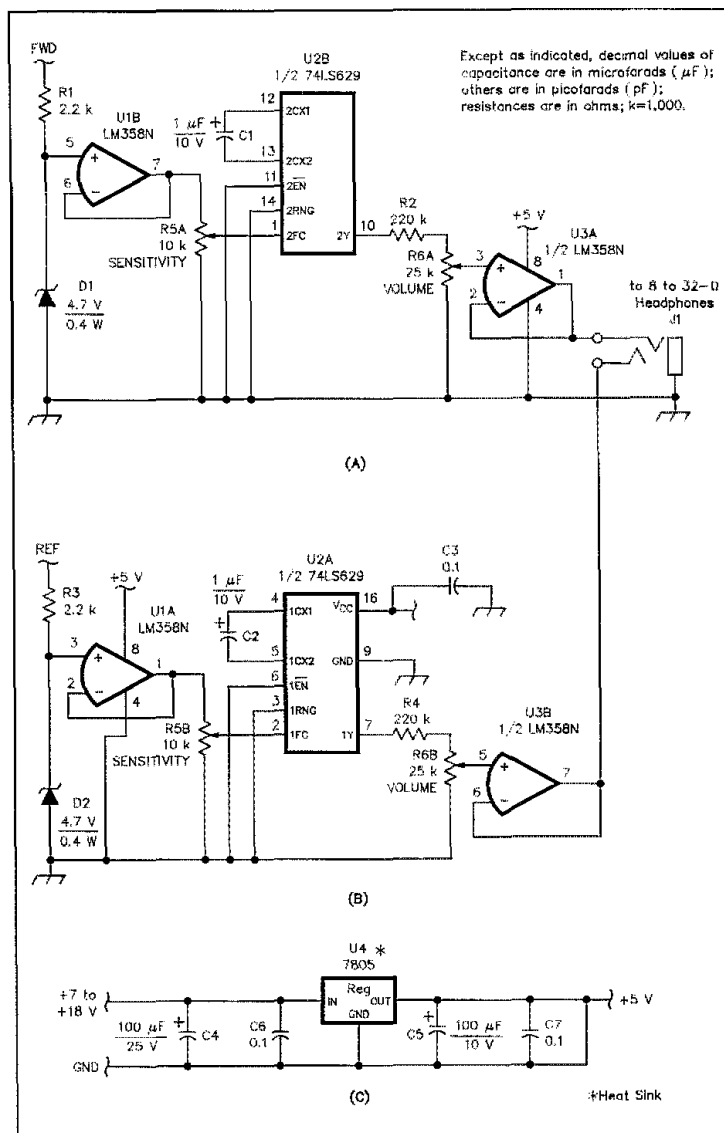 FWD
R1
2.2 k
U1B
LM358N
5
6
7
+
−
D1
4.7 V
0.4 W
R5A
10 k
SENSITIVITY
U2B
1/2 74LS629
1 µF
10 V
+
C1
12
13
11
14
1
2CX1
2CX2
2EN
2RNG
2FC
2Y
10
R2
220 k
R6A
25 k
VOLUME
Except as indicated, decimal values of
capacitance are in microfarads ( µF);
others are in picofarads ( pF);
resistances are in ohms; k=1,000.
+5 V
U3A
1/2 LM358N
3
2
8
1
4
+
−
to 8 to 32-Ω
Headphones
J1
(A)
REF
R3
2.2 k
+5 V
U1A
LM358N
3
2
8
1
4
+
−
D2
4.7 V
0.4 W
R5B
10 k
SENSITIVITY
U2A
1/2 74LS629
1 µF
10 V
+
C2
4
5
6
3
2
1CX1
1CX2
1EN
1RNG
1FC
VCC
GND
1Y
16
9
7
C3
0.1
R4
220 k
R6B
25 k
VOLUME
U3B
1/2 LM358N
5
6
7
+
−
(B)
+7 to
+18 V
GND
100 µF
25 V
+
C4
C6
0.1
U4 *
7805
Reg
IN
OUT
GND
+
C5
100 µF
10 V
C7
0.1
+5 V
(C)
*Heat Sink